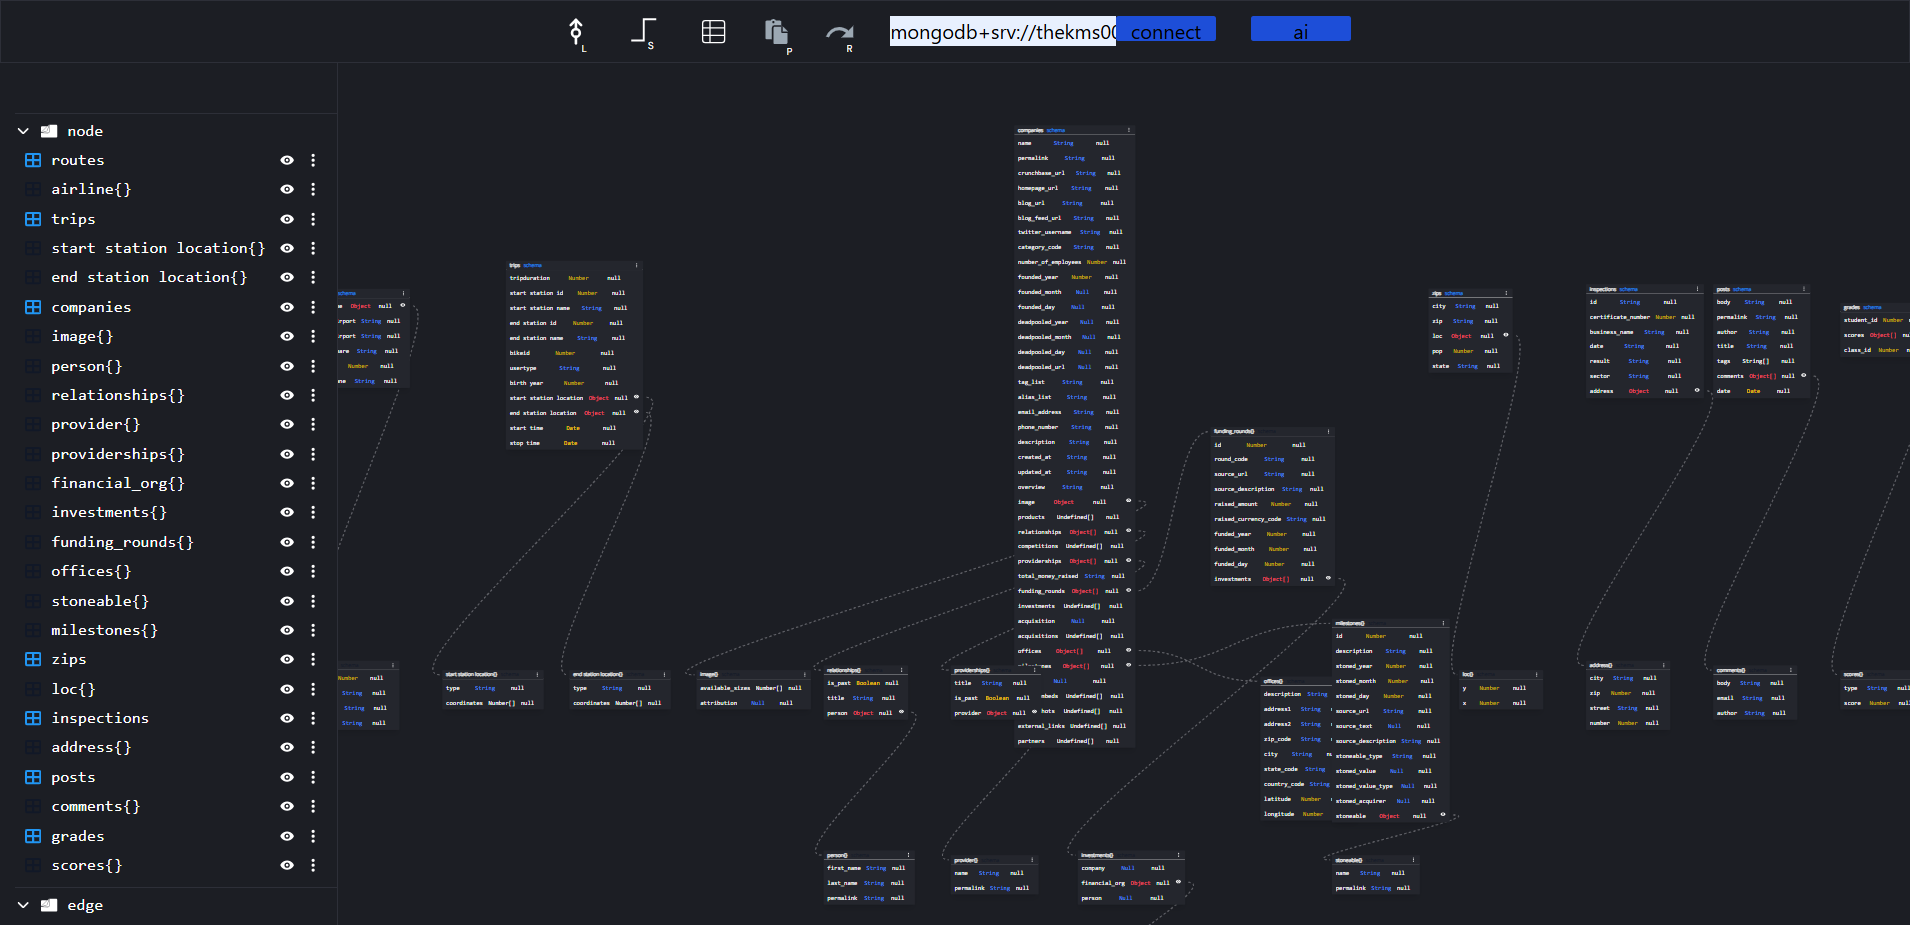 L
S
P
R
mongodb+srv://thekms00
connect
ai
node
routes
airline{}
trips
start station location{}
end station location{}
companies
image{}
person{}
relationships{}
provider{}
providerships{}
financial_org{}
investments{}
funding_rounds{}
offices{}
stoneable{}
milestones{}
zips
loc{}
inspections
address{}
posts
comments{}
grades
scores{}
edge
schema
Object null
String null
String null
String null
Number null
String null
Number null
String null
String null
String null
trips schema
tripduration Number null
start station id Number null
start station name String null
end station id Number null
end station name String null
bikeid Number null
usertype String null
birth year Number null
start station location Object null
end station location Object null
start time Date null
stop time Date null
start station location{}
type String null
coordinates Number[] null
end station location{}
type String null
coordinates Number[] null
image{}
available_sizes Number[] null
attribution Null null
relationships{}
is_past Boolean null
title String null
person Object null
providerships{}
title String null
is_past Boolean null
provider Object null
companies schema
name String null
permalink String null
crunchbase_url String null
homepage_url String null
blog_url String null
blog_feed_url String null
twitter_username String null
category_code String null
number_of_employees Number null
founded_year Number null
founded_month Null null
founded_day Null null
deadpooled_year Null null
deadpooled_month Null null
deadpooled_day Null null
deadpooled_url Null null
tag_list String null
alias_list String null
email_address String null
phone_number String null
description String null
created_at String null
updated_at String null
overview String null
image Object null
products Undefined[] null
relationships Object[] null
competitions Undefined[] null
providerships Object[] null
total_money_raised String null
funding_rounds Object[] null
investments Undefined[] null
acquisition Null null
acquisitions Undefined[] null
offices Object[] null
Object[] null
Null null
Undefined[] null
Undefined[] null
external_links Undefined[] null
partners Undefined[] null
funding_rounds{}
id Number null
round_code String null
source_url String null
source_description String null
raised_amount Number null
raised_currency_code String null
funded_year Number null
funded_month Number null
funded_day Number null
investments Object[] null
offices{}
description String
address1 String
address2 String
zip_code String
city String
state_code String
country_code String
latitude Number
longitude Number
milestones{}
id Number null
description String null
stoned_year Number null
stoned_month Number null
stoned_day Number null
source_url String null
source_text Null null
source_description String null
stoneable_type String null
stoned_value Null null
stoned_value_type Null null
stoned_acquirer Null null
stoneable Object null
zips schema
city String null
zip String null
loc Object null
pop Number null
state String null
loc{}
y Number null
x Number null
inspections schema
id String null
certificate_number Number null
business_name String null
date String null
result String null
sector String null
address Object null
posts schema
body String null
permalink String null
author String null
title String null
tags String[] null
comments Object[] null
date Date null
grades schema
student_id Number
scores Object[]
class_id Number
address{}
city String null
zip Number null
street String null
number Number null
comments{}
body String null
email String null
author String null
scores{}
type String
score Number
person{}
first_name String null
last_name String null
permalink String null
provider{}
name String null
permalink String null
investments{}
company Null null
financial_org Object null
person Null null
stoneable{}
name String null
permalink String null